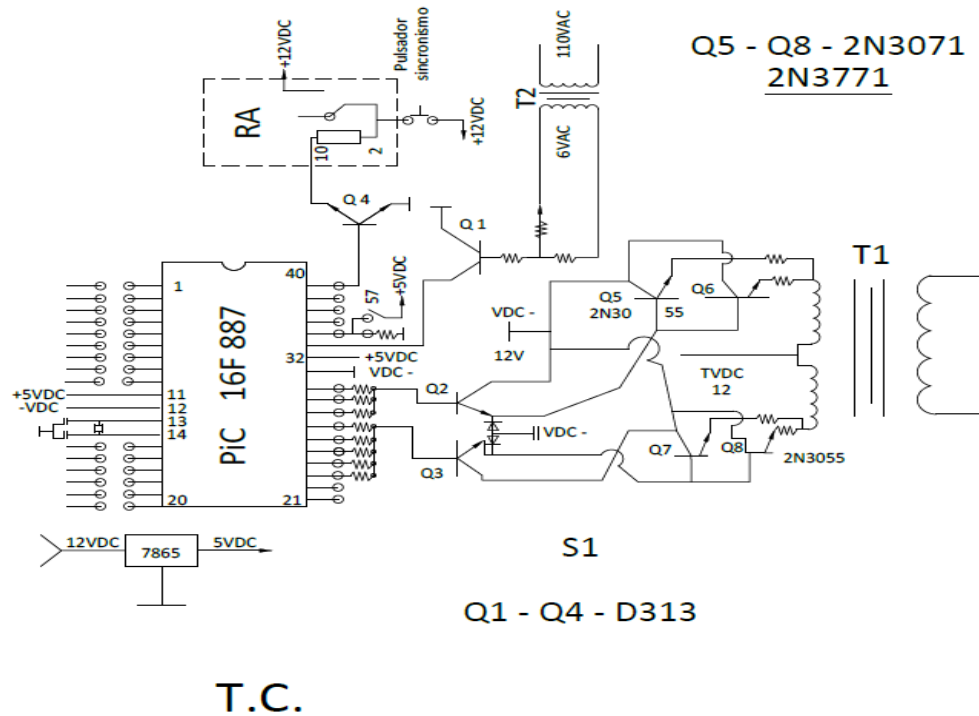 Q5 - Q8 - 2N3071
2N3771
+12VDC
Pulsador
sincronismo
110VAC
T2
6VAC
RA
10
2
+12VDC
Q 4
Q 1
T1
1
40
57
+5VDC
Q5
2N30
55
Q6
VDC -
12V
PiC 16F 887
32
+5VDC
VDC -
TVDC
12
+5VDC
11
-VDC
12
13
14
Q2
VDC -
Q3
Q7
Q8
2N3055
20
21
12VDC
7865
5VDC
S1
Q1 - Q4 - D313
T.C.